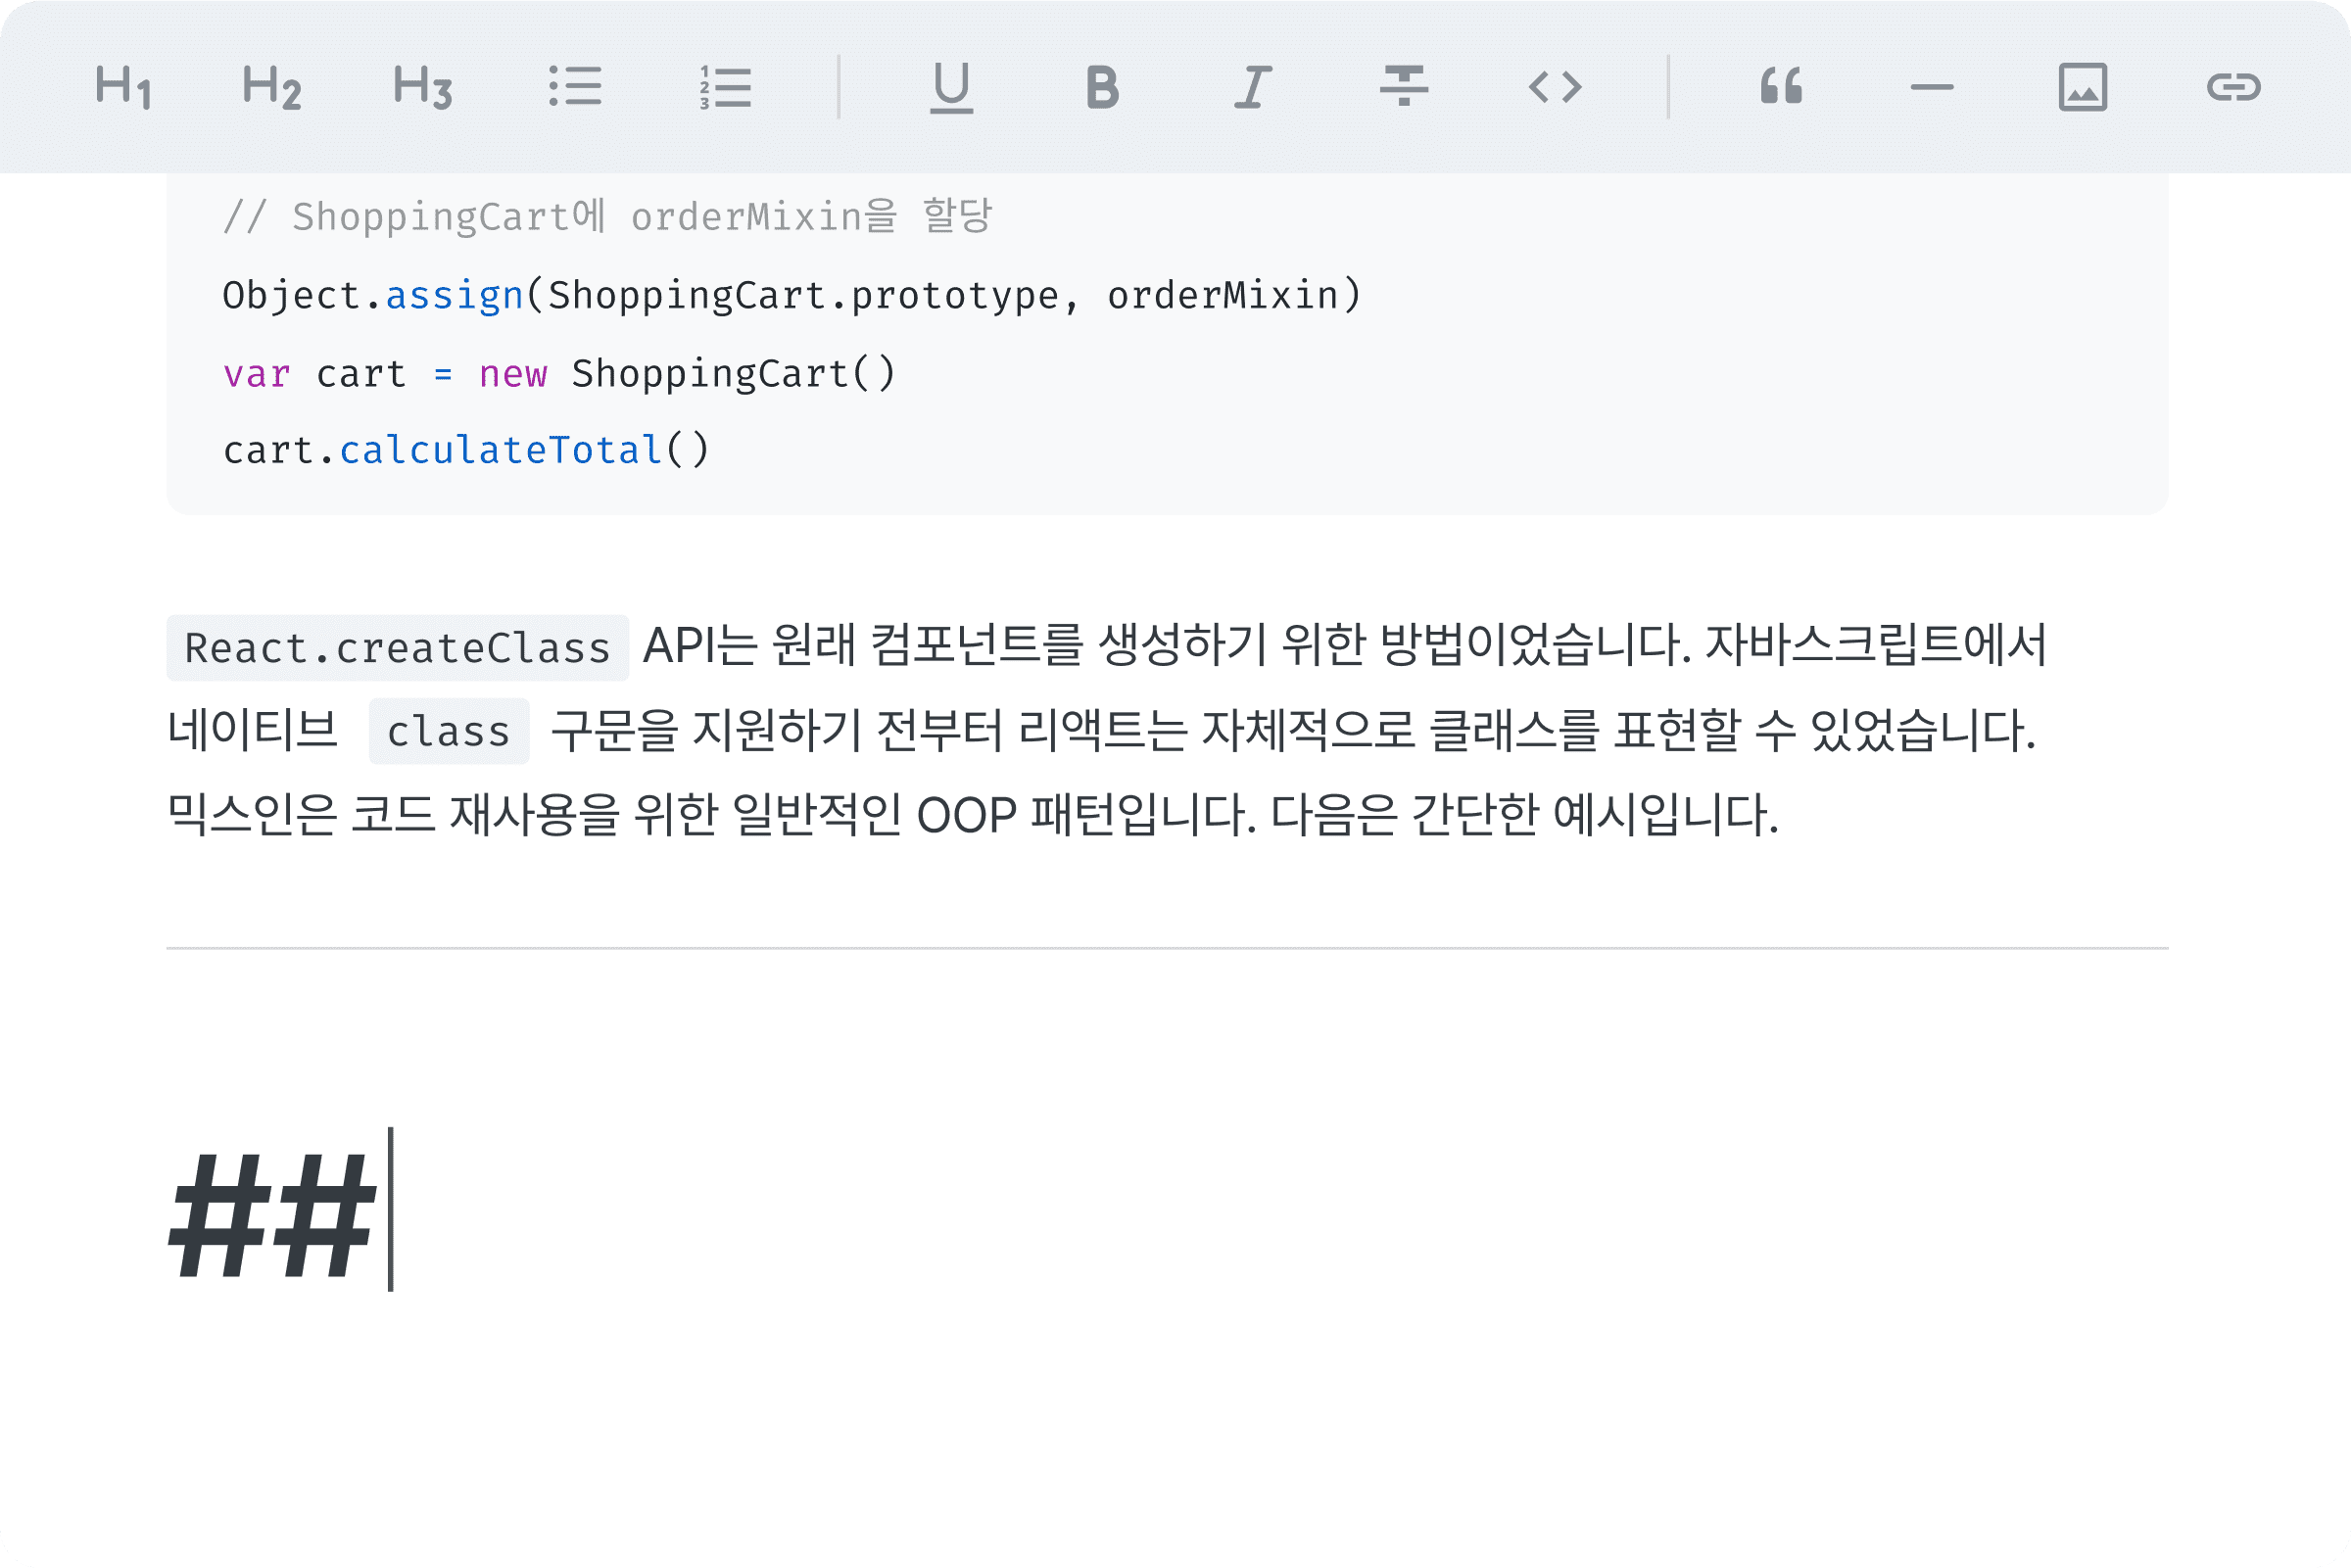 H1 H2 H3 1 2 3 U B I T <> “
// ShoppingCart에 orderMixin을 할당
Object.assign(ShoppingCart.prototype, orderMixin)
var cart = new ShoppingCart()
cart.calculateTotal()
React.createClass API는 원래 컴포넌트를 생성하기 위한 방법이었습니다. 자바스크립트에서
네이티브 class 구문을 지원하기 전부터 리액트는 자체적으로 클래스를 표현할 수 있었습니다.
믹스인은 코드 재사용을 위한 일반적인 OOP 패턴입니다. 다음은 간단한 예시입니다.
##